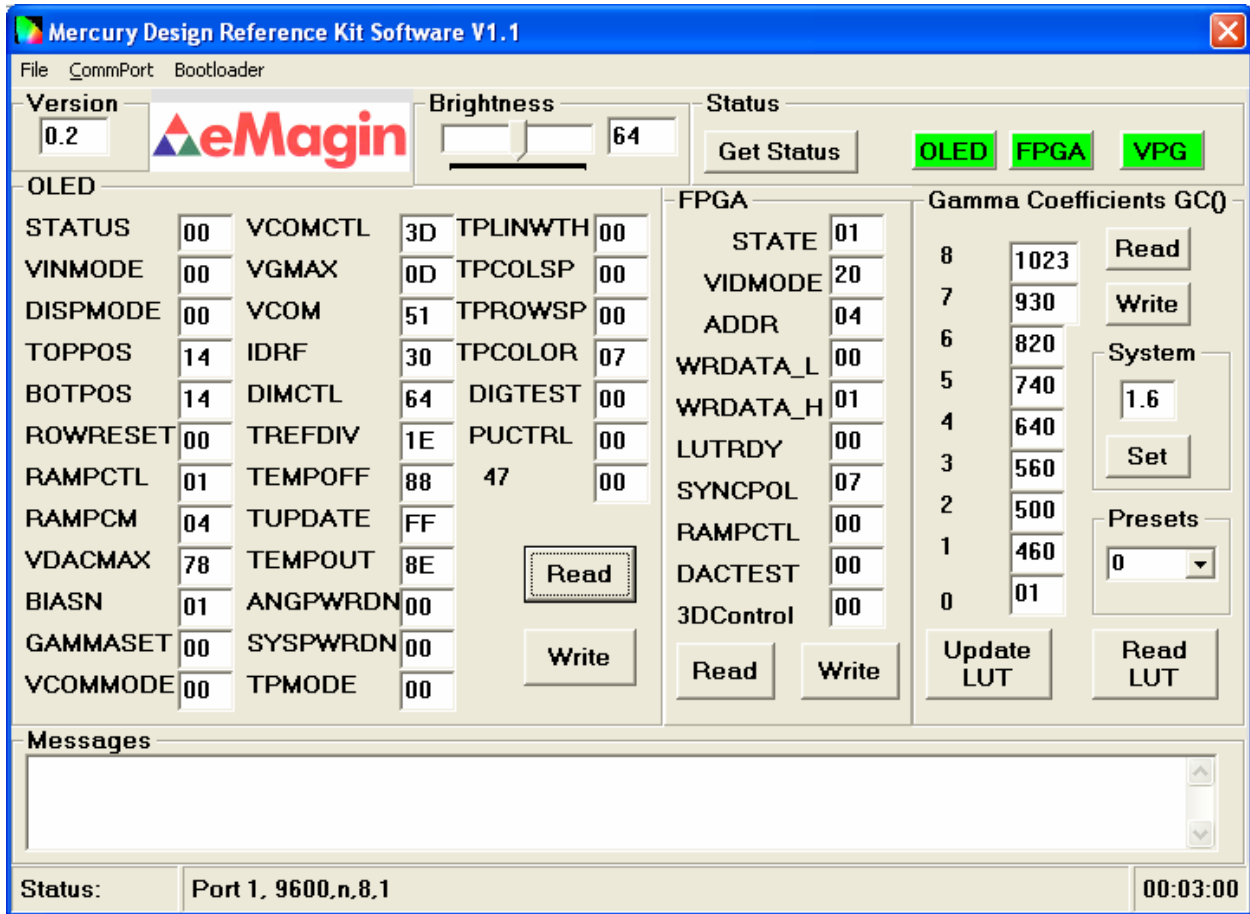 Mercury Design Reference Kit Software V1.1
File CommPort Bootloader
Version
0.2
eMagin
Brightness
64
Status
Get Status
OLED FPGA VPG
OLED
STATUS 00 VCOMCTL 3D TPLINWTH 00
VINMODE 00 VGMAX 0D TPCOLSP 00
DISPMODE 00 VCOM 51 TPROWSP 00
TOPPOS 14 IDRF 30 TPCOLOR 07
BOTPOS 14 DIMCTL 64 DIGTEST 00
ROWRESET 00 TREFDIV 1E PUCTRL 00
RAMPCTL 01 TEMPOFF 88 47 00
RAMPCM 04 TUPDATE FF
VDACMAX 78 TEMPOUT 8E
BIASN 01 ANGPWRDN 00
GAMMASET 00 SYSPWRDN 00
VCOMMODE 00 TPMODE 00
Read
Write
FPGA
STATE 01
VIDMODE 20
ADDR 04
WRDATA_L 00
WRDATA_H 01
LUTRDY 00
SYNCPOL 07
RAMPCTL 00
DACTEST 00
3DControl 00
Read Write
Gamma Coefficients GC()
8 1023
7 930
6 820
5 740
4 640
3 560
2 500
1 460
0 01
Read
Write
System
1.6
Set
Presets
0
Update
LUT
Read
LUT
Messages
Status: Port 1, 9600,n,8,1 00:03:00